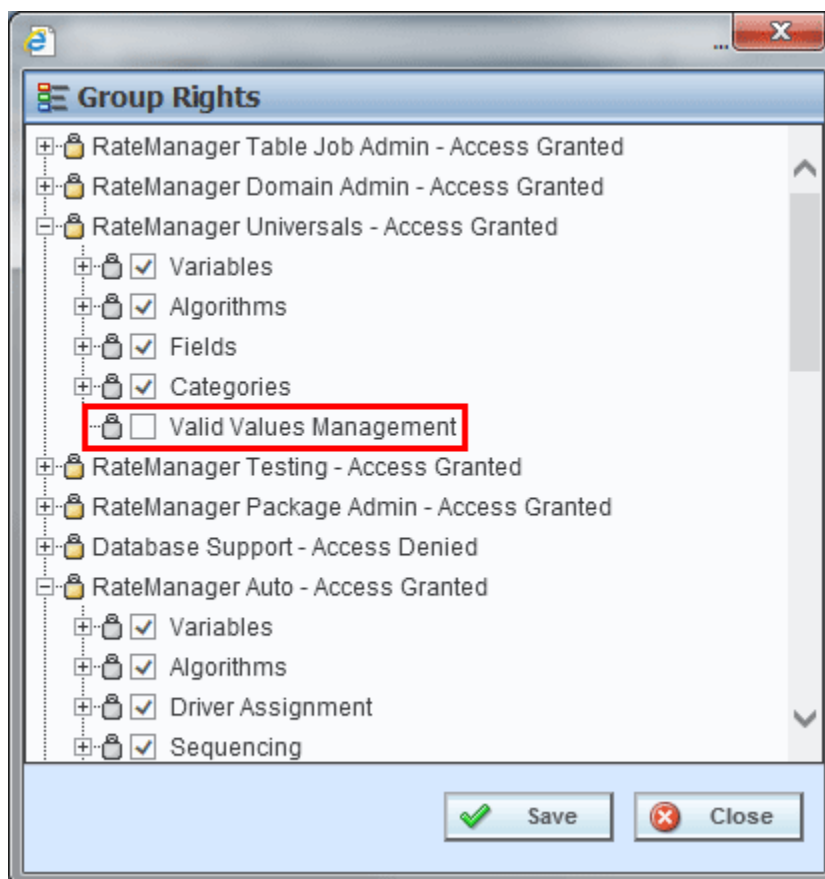 ...
Group Rights
RateManager Table Job Admin - Access Granted
RateManager Domain Admin - Access Granted
RateManager Universals - Access Granted
Variables
Algorithms
Fields
Categories
Valid Values Management
RateManager Testing - Access Granted
RateManager Package Admin - Access Granted
Database Support - Access Denied
RateManager Auto - Access Granted
Variables
Algorithms
Driver Assignment
Sequencing
Save Close